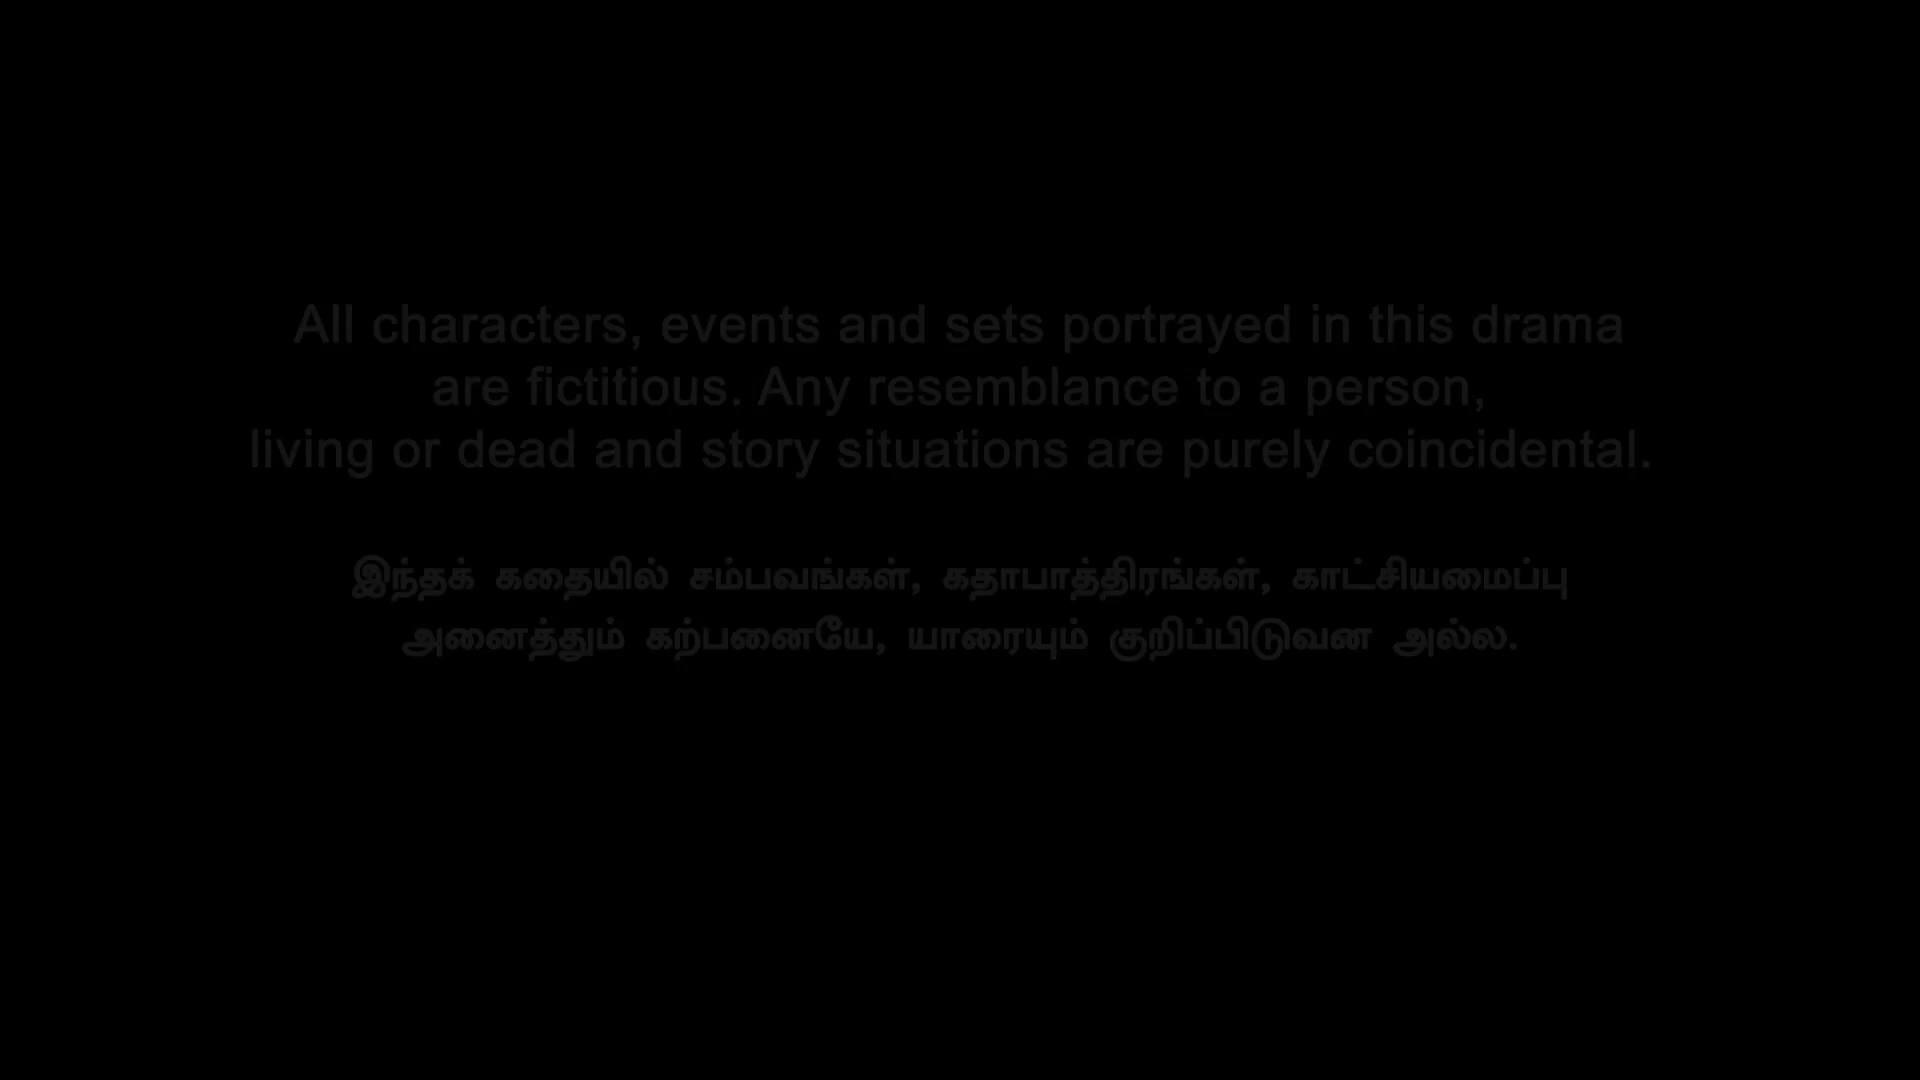 All characters, events and sets portrayed in this drama
are fictitious. Any resemblance to a person,
living or dead and story situations are purely coincidental.
இந்தக் கதையில் சம்பவங்கள், கதாபாத்திரங்கள், காட்சியமைப்பு
அனைத்தும் கற்பனையே, யாரையும் குறிப்பிடுவன அல்ல.